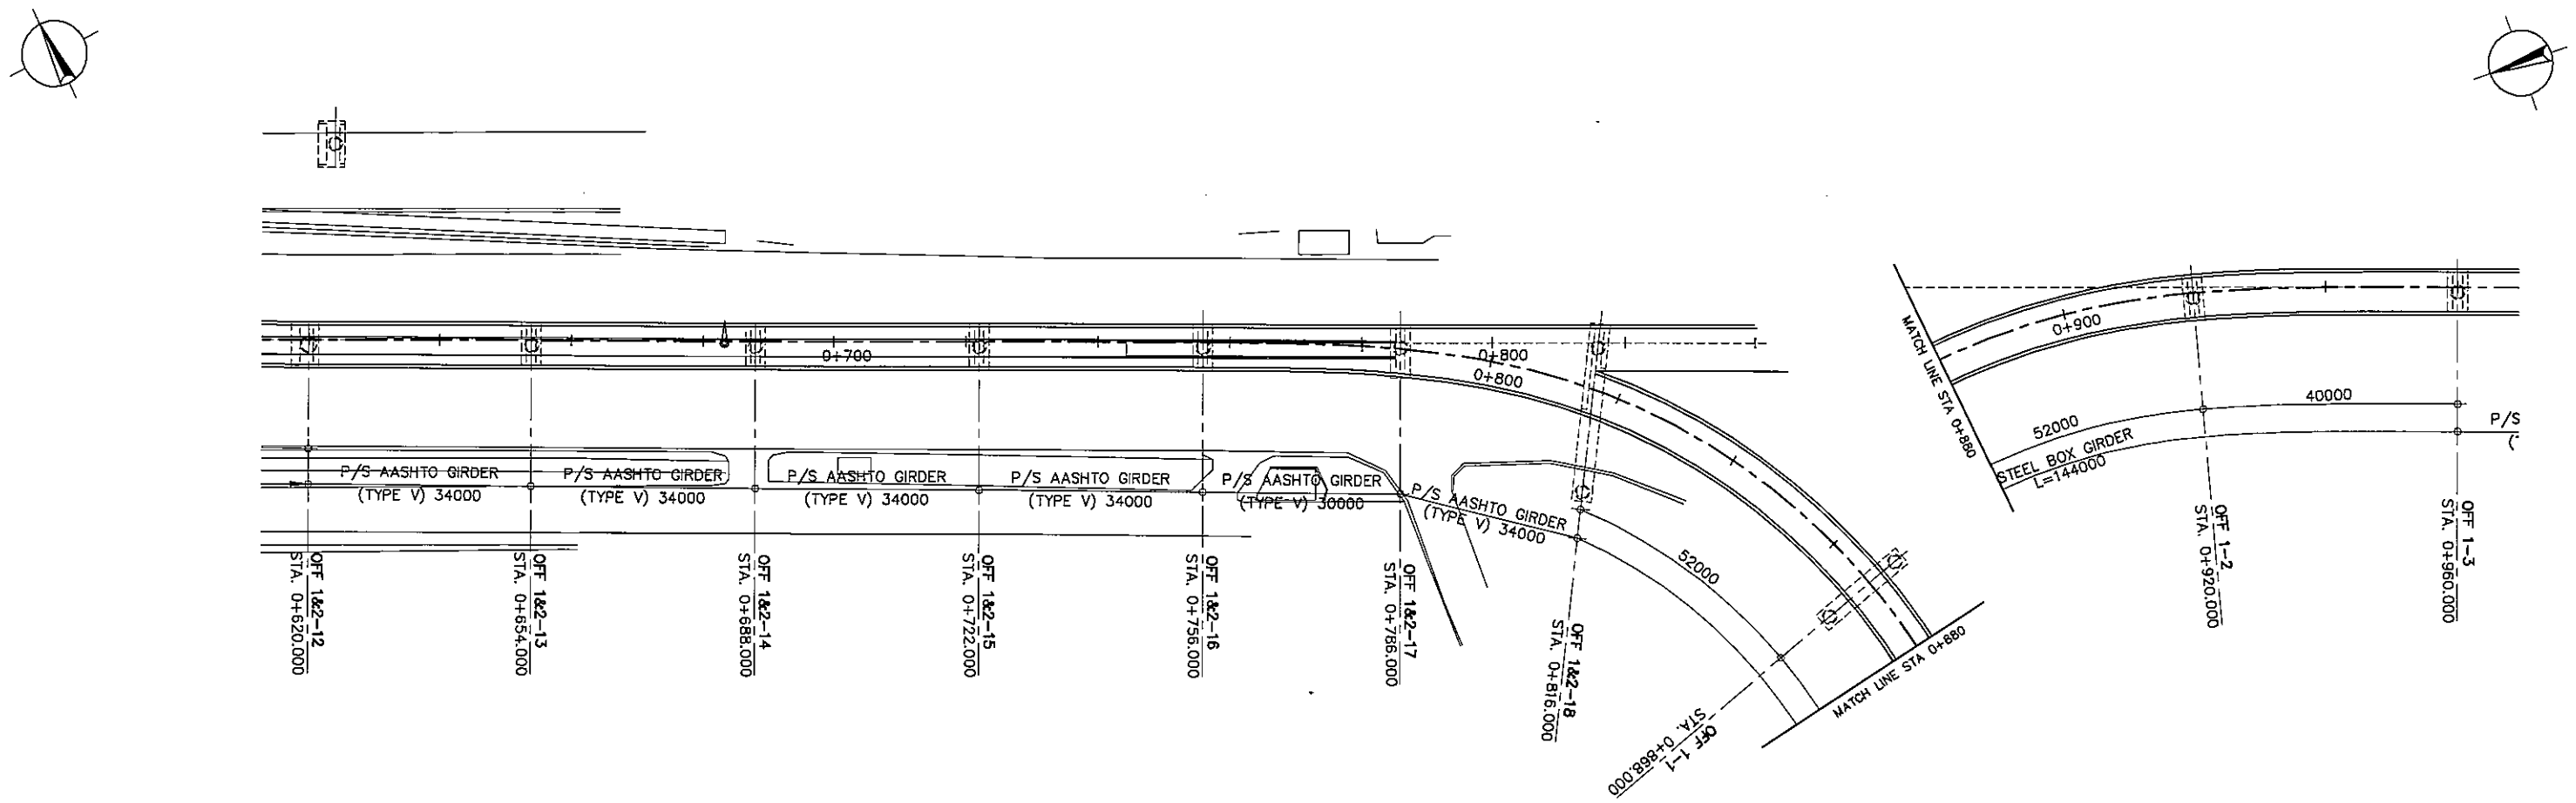 0+700
0+800
0+800
P/S AASHTO GIRDER
(TYPE V) 34000
P/S AASHTO GIRDER
(TYPE V) 34000
P/S AASHTO GIRDER
(TYPE V) 34000
P/S AASHTO GIRDER
(TYPE V) 34000
P/S AASHTO GIRDER
(TYPE V) 30000
P/S AASHTO GIRDER
(TYPE V) 34000
52000
OFF 1&2-12
STA. 0+620.000
OFF 1&2-13
STA. 0+654.000
OFF 1&2-14
STA. 0+688.000
OFF 1&2-15
STA. 0+722.000
OFF 1&2-16
STA. 0+756.000
OFF 1&2-17
STA. 0+786.000
OFF 1&2-18
STA. 0+816.000
OFF 1-1
STA. 0+868.000
MATCH LINE STA 0+880
MATCH LINE STA 0+880
0+900
52000
40000
STEEL BOX GIRDER
L=144000
P/S
(
OFF 1-2
STA. 0+920.000
OFF 1-3
STA. 0+960.000